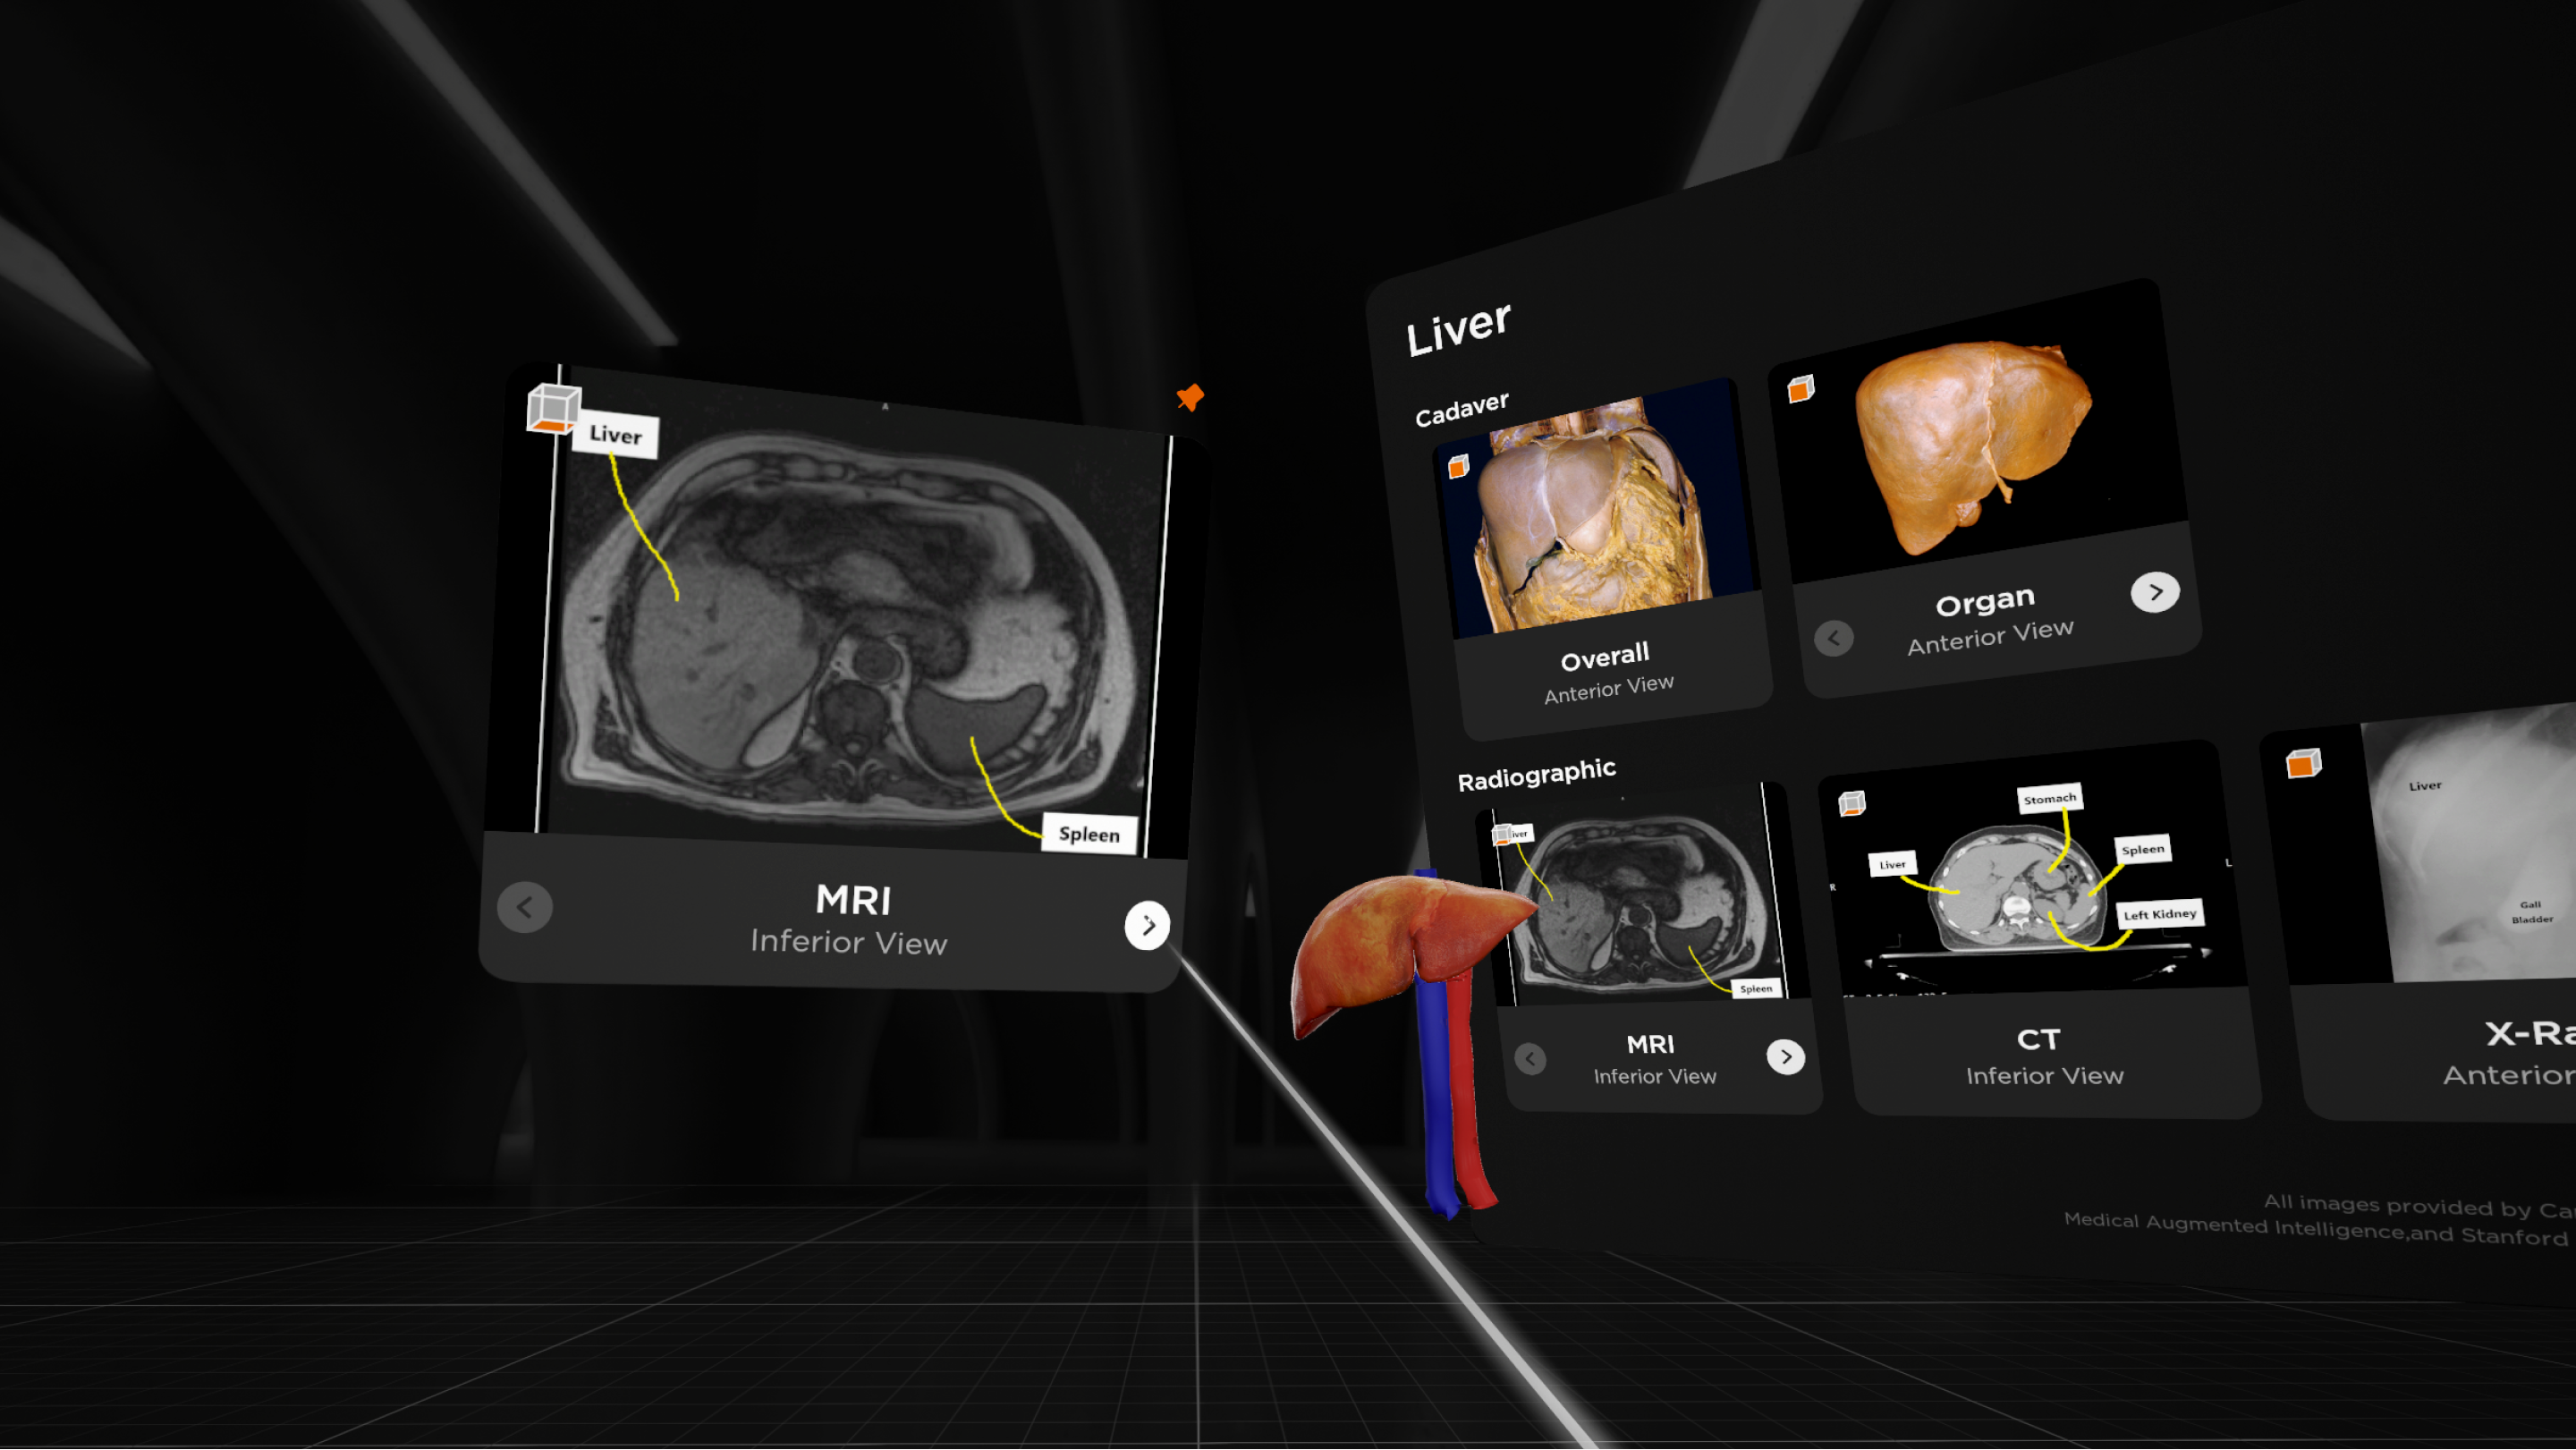 A
Liver
Spleen
MRI
Inferior View
Liver
Cadaver
Overall
Anterior View
Organ
Anterior View
Radiographic
Spleen
MRI
Inferior View
Stomach
Liver
Spleen
Left Kidney
R
L
CT
Inferior View
Liver
Gall
Bladder
Anterior
All images provided by
Medical Augmented Intelligence,and Stanford